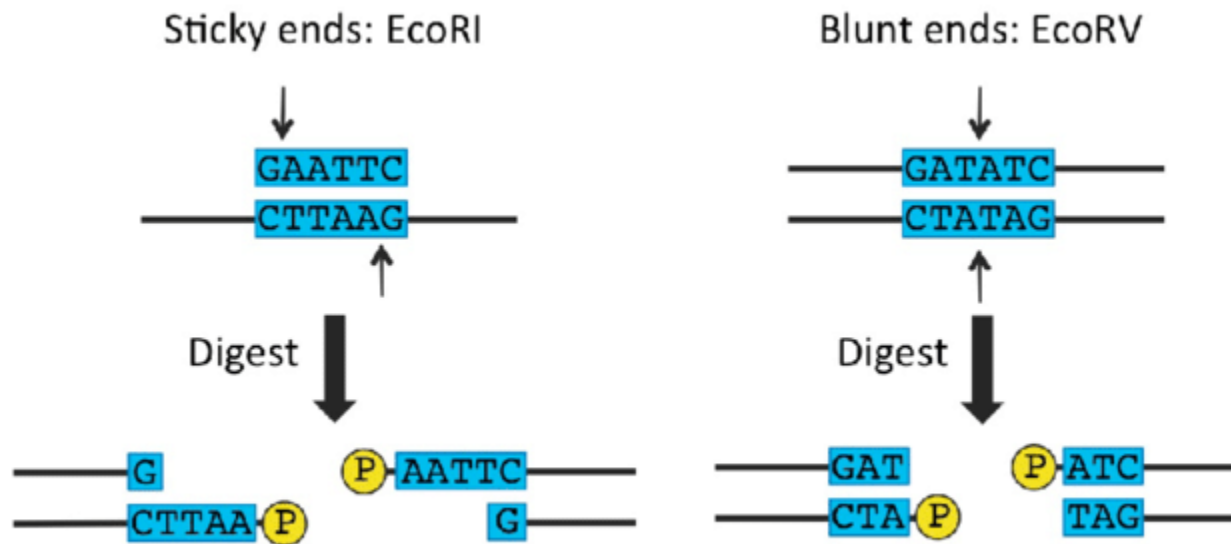 Sticky ends: EcoRI
Blunt ends: EcoRV
GAATTC
CTTAAG
GATATC
CTATAG
Digest
Digest
G
P AATTC
CTTAA P
G
GAT
P ATC
CTA P
TAG